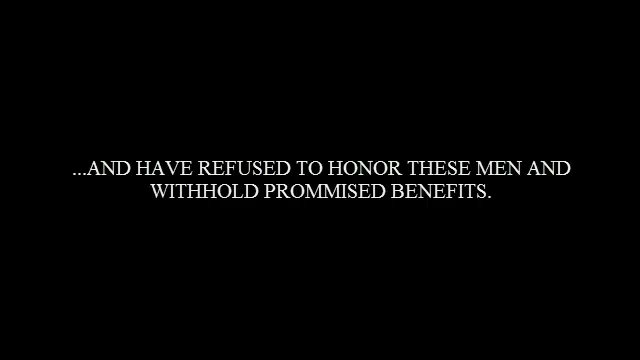 ...AND HAVE REFUSED TO HONOR THESE MEN AND
WITHHOLD PROMMISED BENEFITS.